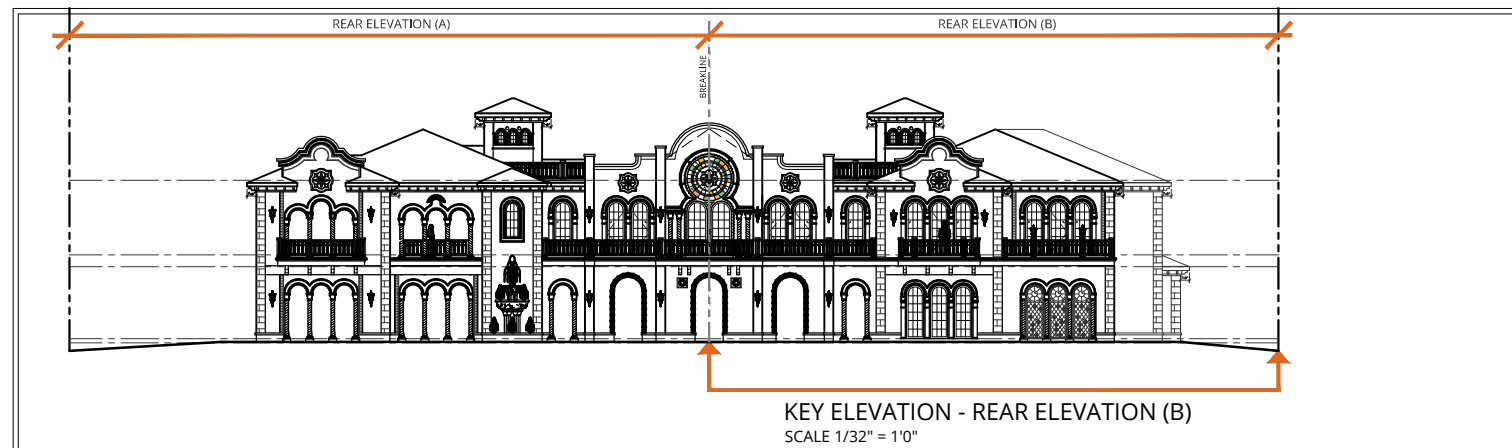 REAR ELEVATION (A)
REAR ELEVATION (B)
BREAKLINE
KEY ELEVATION - REAR ELEVATION (B)
SCALE 1/32" = 1'0"